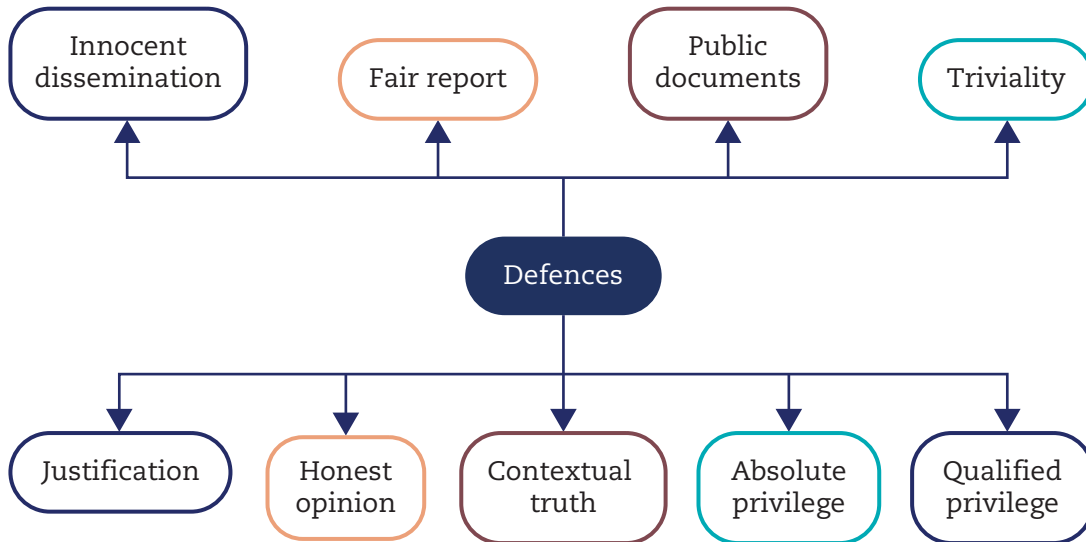 Innocent
dissemination
Fair report
Public
documents
Triviality
Defences
Justification
Honest
opinion
Contextual
truth
Absolute
privilege
Qualified
privilege